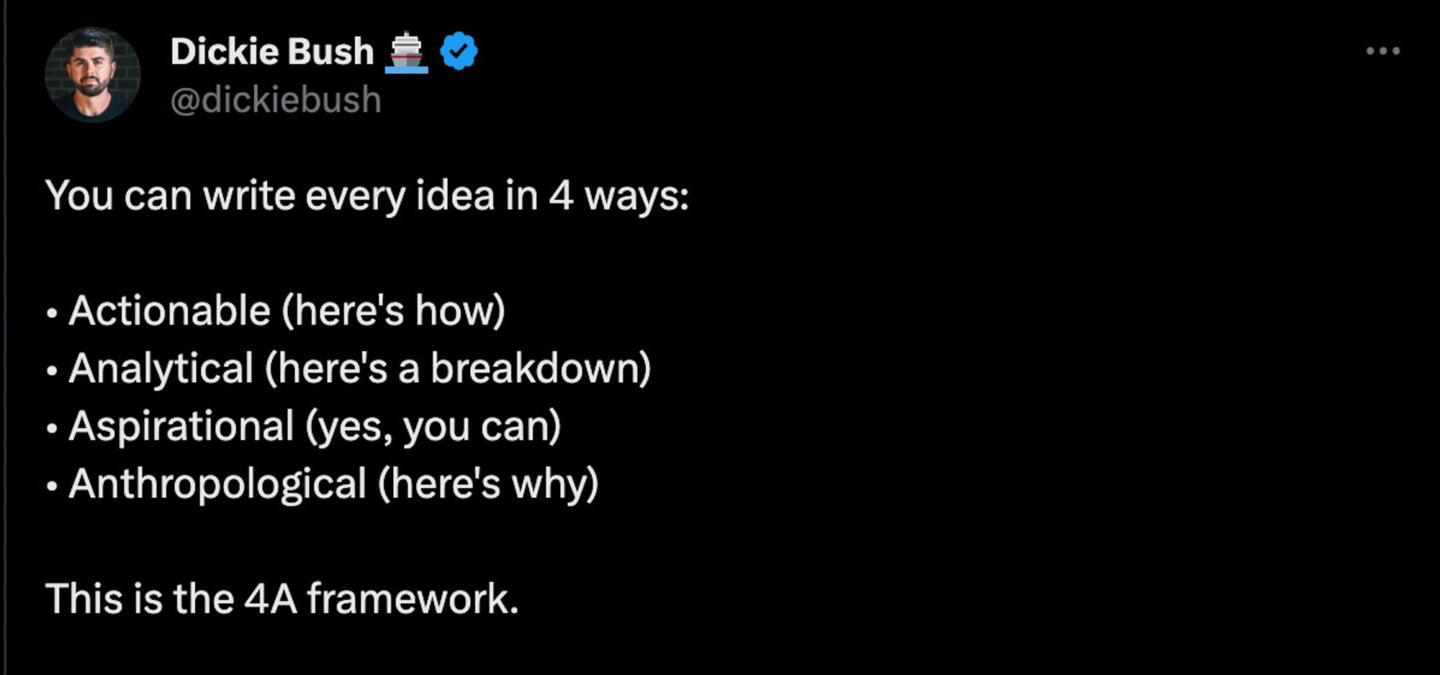 Dickie Bush 🚢
@dickiebush
You can write every idea in 4 ways:
• Actionable (here's how)
• Analytical (here's a breakdown)
• Aspirational (yes, you can)
• Anthropological (here's why)
This is the 4A framework.